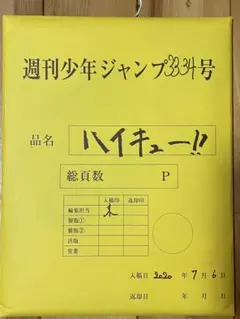 週刊少年ジャンプ3334号
品名 ハイキュー!!
総頁数 P
入稿印 返却印
編集担当
製版①
製版②
活版
営業
入稿日 2020 年 7 月 6 日
返却日 年 月 日